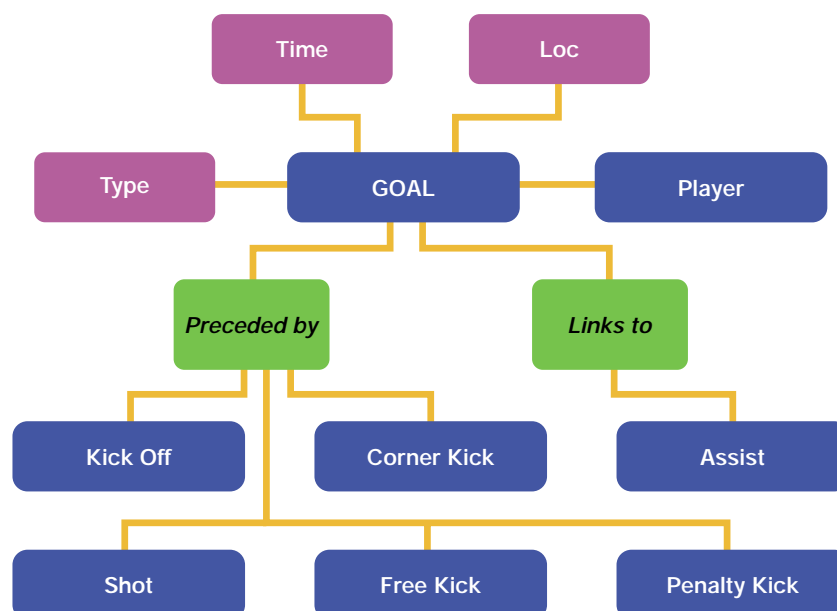 Time
Loc
Type
GOAL
Player
Preceded by
Links to
Kick Off
Corner Kick
Assist
Shot
Free Kick
Penalty Kick